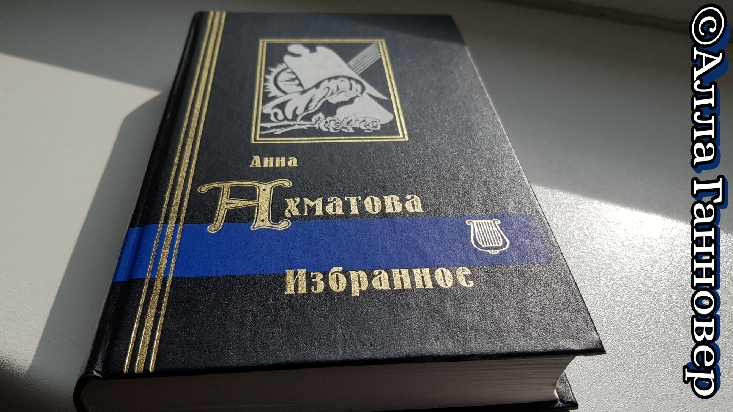 Анна
Ахматова
Избранное
©Алла Ганновер